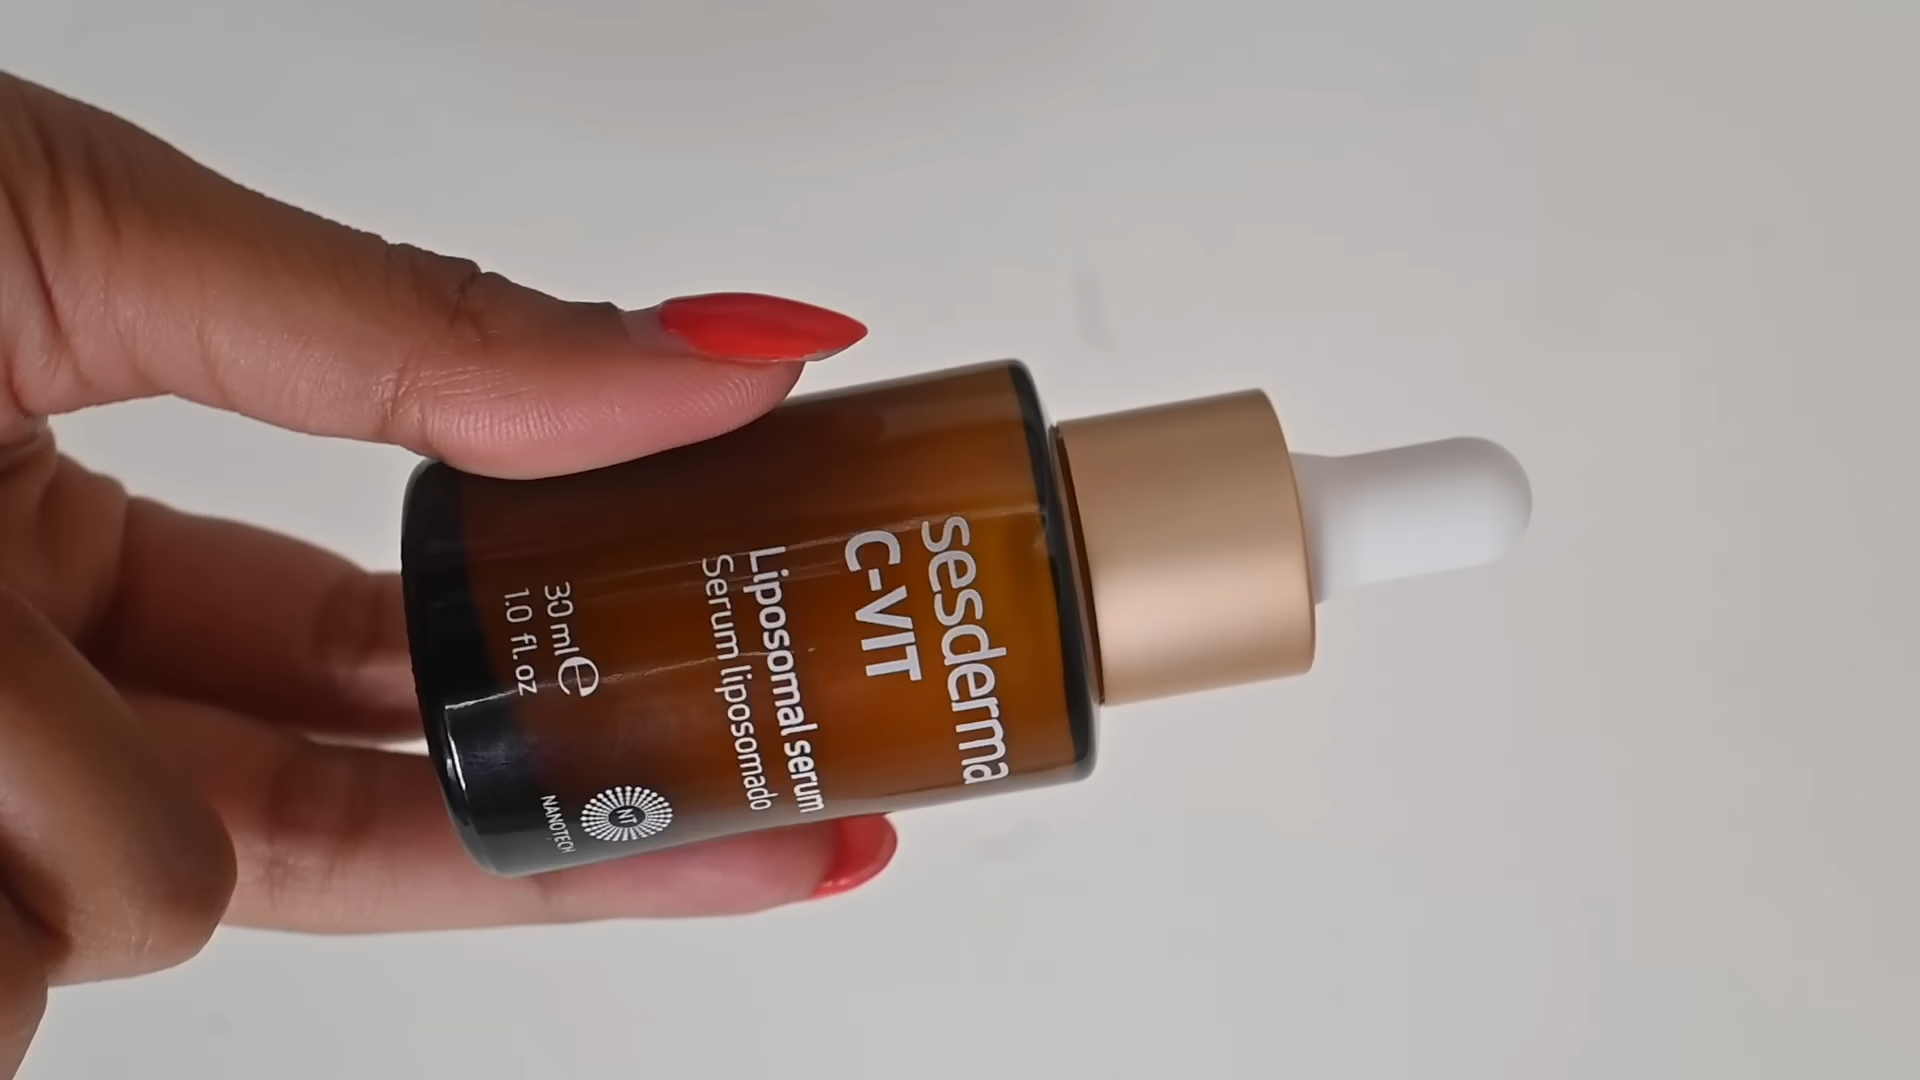 sesderma
C-VIT
Liposomal serum
Serum liposomado
30 ml e
1.0 fl.oz
NT
NANOTECH